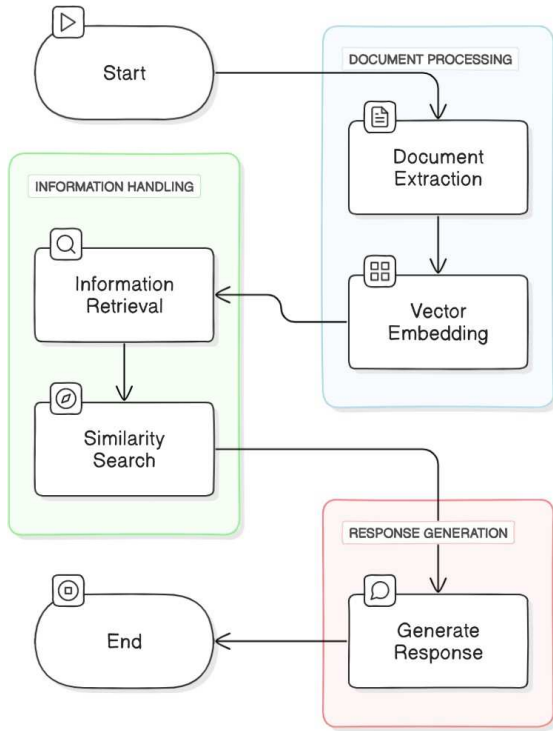 Start
DOCUMENT PROCESSING
Document
Extraction
Vector
Embedding
INFORMATION HANDLING
Information
Retrieval
Similarity
Search
RESPONSE GENERATION
Generate
Response
End